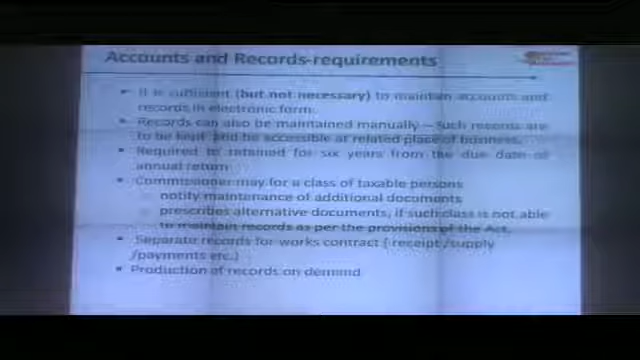 Accounts and Records-requirements
It is sufficient (but not necessary) to maintain accounts and
records in electronic form.
Records can also be maintained manually – Such records are
to be kept and be accessible at related place of business.
Required to retained for six years from the due date of
annual return
Commissioner may for a class of taxable persons
notify maintenance of additional documents
prescribes alternative documents, if such class is not able
to maintain records as per the provisions of the Act.
Separate records for works contract (receipt /supply
/payments etc.)
Production of records on demand